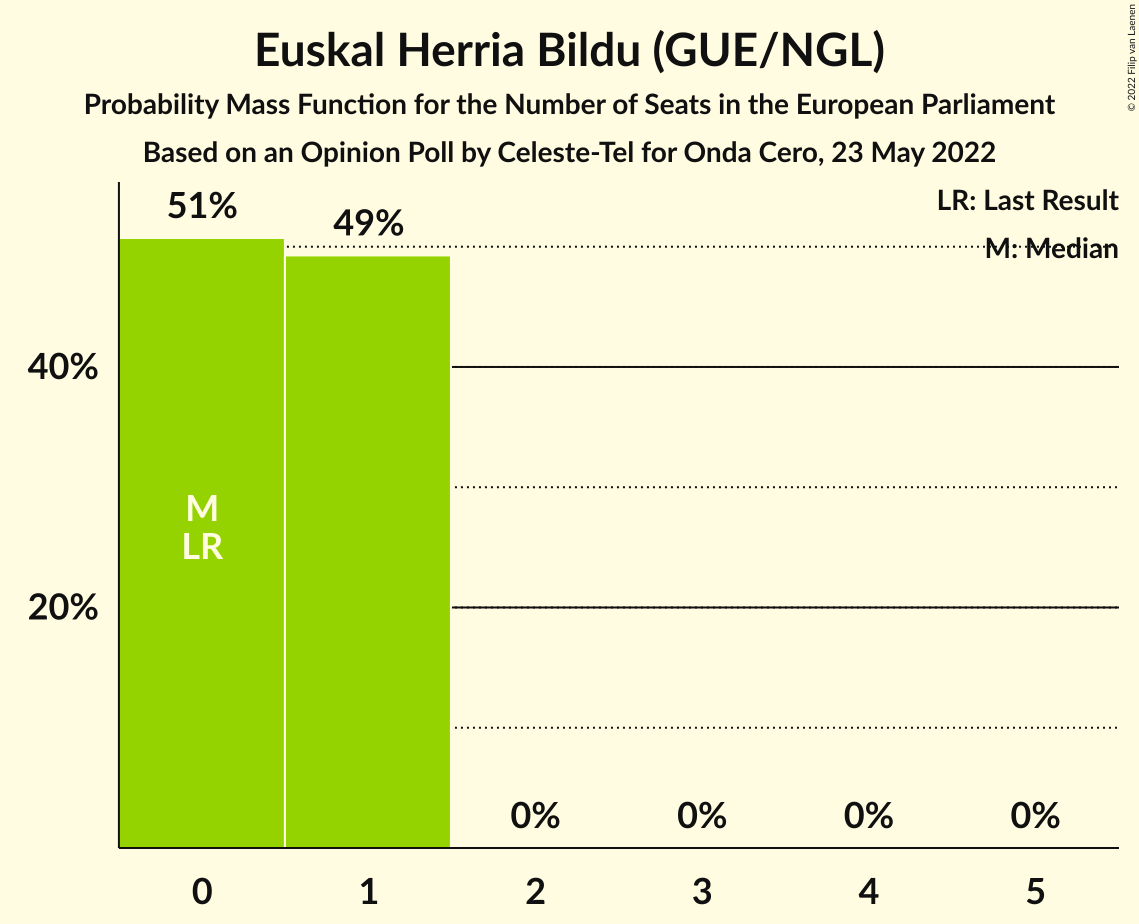 Euskal Herria Bildu (GUE/NGL)
Probability Mass Function for the Number of Seats in the European Parliament
Based on an Opinion Poll by Celeste-Tel for Onda Cero, 23 May 2022
© 2022 Filip van Laenen
LR: Last Result
M: Median
51%
49%
40%
M
LR
20%
0%
0%
0%
0%
0
1
2
3
4
5